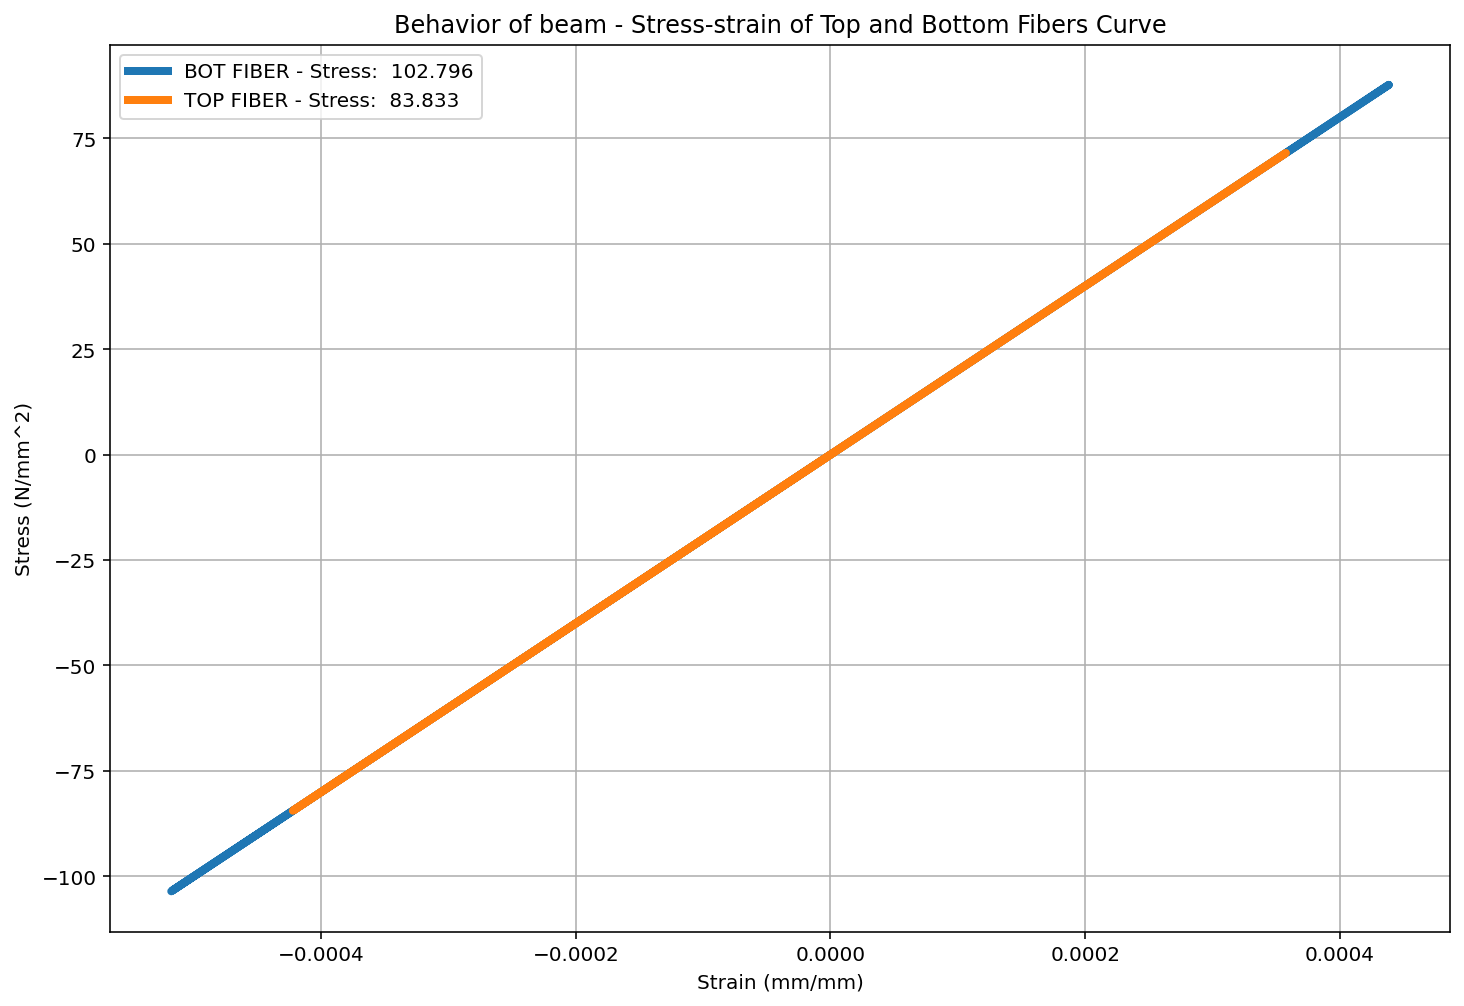 Behavior of beam - Stress-strain of Top and Bottom Fibers Curve
BOT FIBER - Stress:  102.796
TOP FIBER - Stress:  83.833
75
50
25
0
−25
−50
−75
−100
Stress (N/mm^2)
−0.0004
−0.0002
0.0000
0.0002
0.0004
Strain (mm/mm)